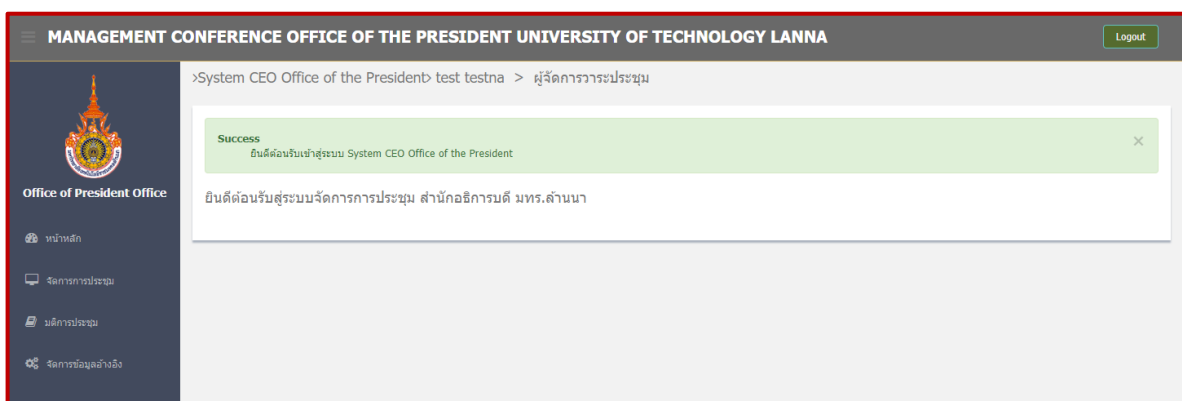 MANAGEMENT CONFERENCE OFFICE OF THE PRESIDENT UNIVERSITY OF TECHNOLOGY LANNA
Logout
>System CEO Office of the President> test testna > ผู้จัดการวาระประชุม
Success
ยินดีต้อนรับเข้าสู่ระบบ System CEO Office of the President
ยินดีต้อนรับสู่ระบบจัดการการประชุม สำนักอธิการบดี มทร.ล้านนา
Office of President Office
หน้าหลัก
จัดการการประชุม
มติการประชุม
จัดการข้อมูลอ้างอิง